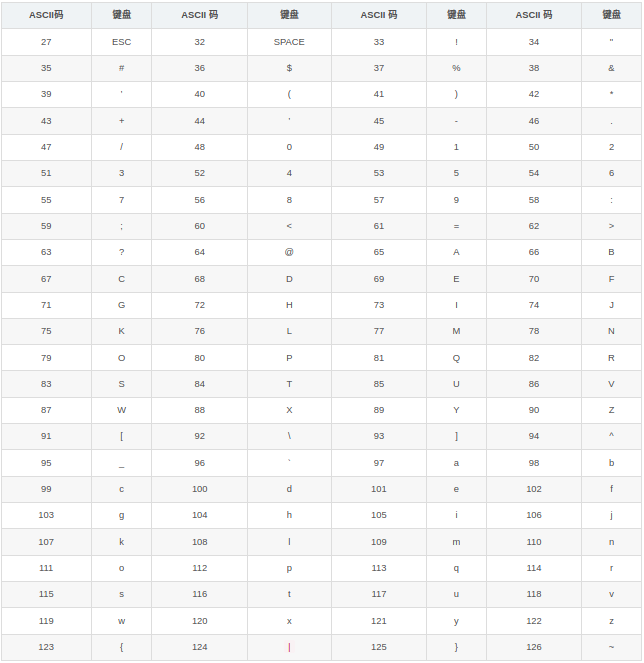 ASCII码 键盘 ASCII 码 键盘 ASCII 码 键盘 ASCII 码 键盘
27 ESC 32 SPACE 33 ! 34 "
35 # 36 $ 37 % 38 &
39 ' 40 ( 41 ) 42 *
43 + 44 ' 45 - 46 .
47 / 48 0 49 1 50 2
51 3 52 4 53 5 54 6
55 7 56 8 57 9 58 :
59 ; 60 < 61 = 62 >
63 ? 64 @ 65 A 66 B
67 C 68 D 69 E 70 F
71 G 72 H 73 I 74 J
75 K 76 L 77 M 78 N
79 O 80 P 81 Q 82 R
83 S 84 T 85 U 86 V
87 W 88 X 89 Y 90 Z
91 [ 92 \ 93 ] 94 ^
95 _ 96 ` 97 a 98 b
99 c 100 d 101 e 102 f
103 g 104 h 105 i 106 j
107 k 108 l 109 m 110 n
111 o 112 p 113 q 114 r
115 s 116 t 117 u 118 v
119 w 120 x 121 y 122 z
123 { 124 | 125 } 126 ~